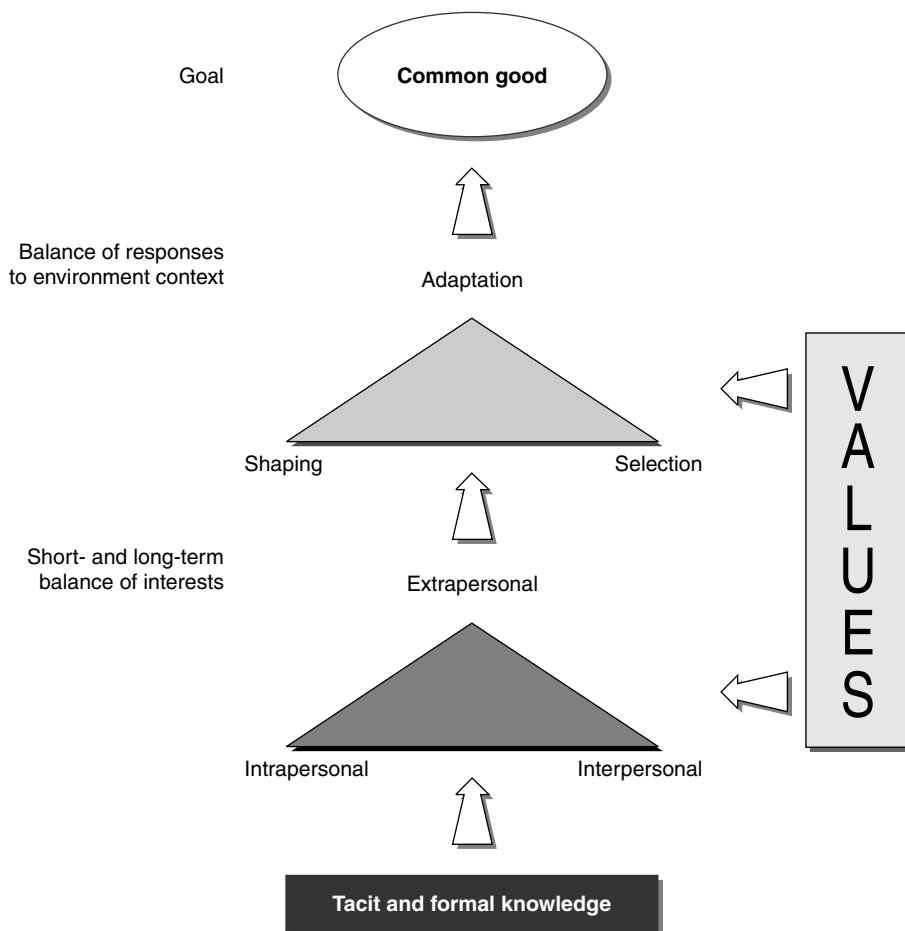 Goal
Common good
Balance of responses
to environment context
Adaptation
Shaping
Selection
VALUES
Short- and long-term
balance of interests
Extrapersonal
Intrapersonal
Interpersonal
Tacit and formal knowledge